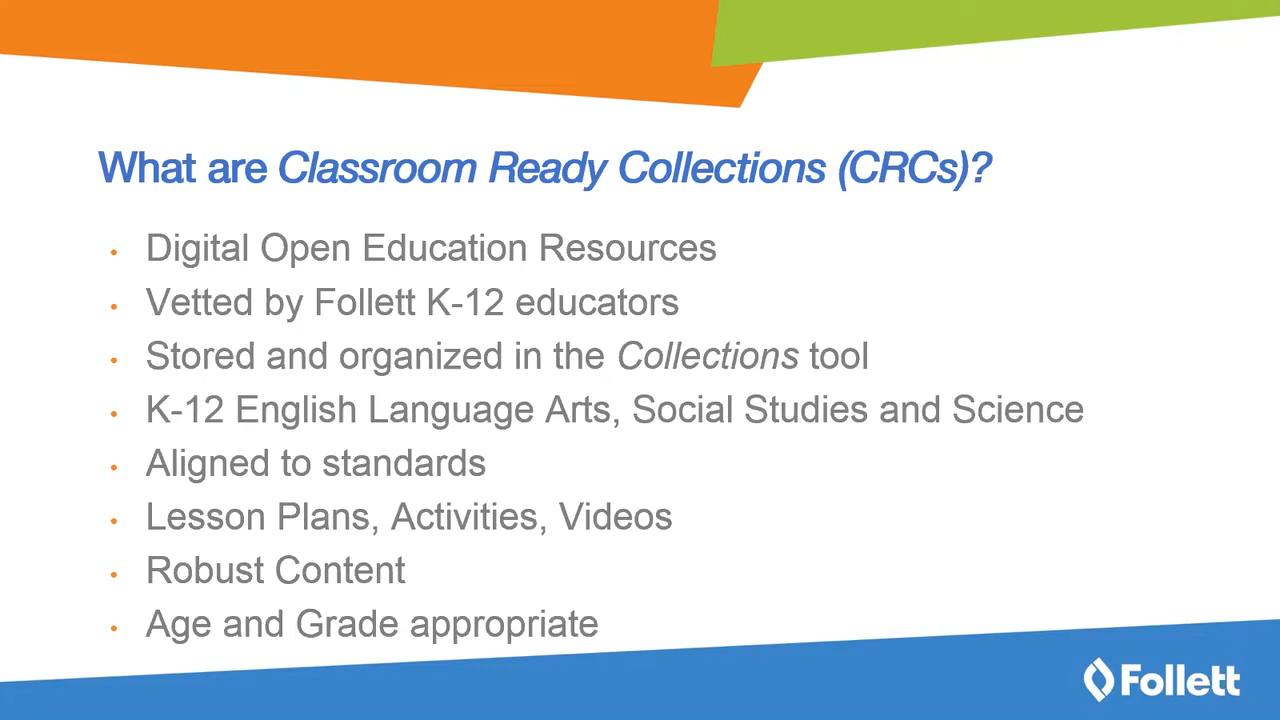 What are Classroom Ready Collections (CRCs)?
• Digital Open Education Resources
• Vetted by Follett K-12 educators
• Stored and organized in the Collections tool
• K-12 English Language Arts, Social Studies and Science
• Aligned to standards
• Lesson Plans, Activities, Videos
• Robust Content
• Age and Grade appropriate
Follett